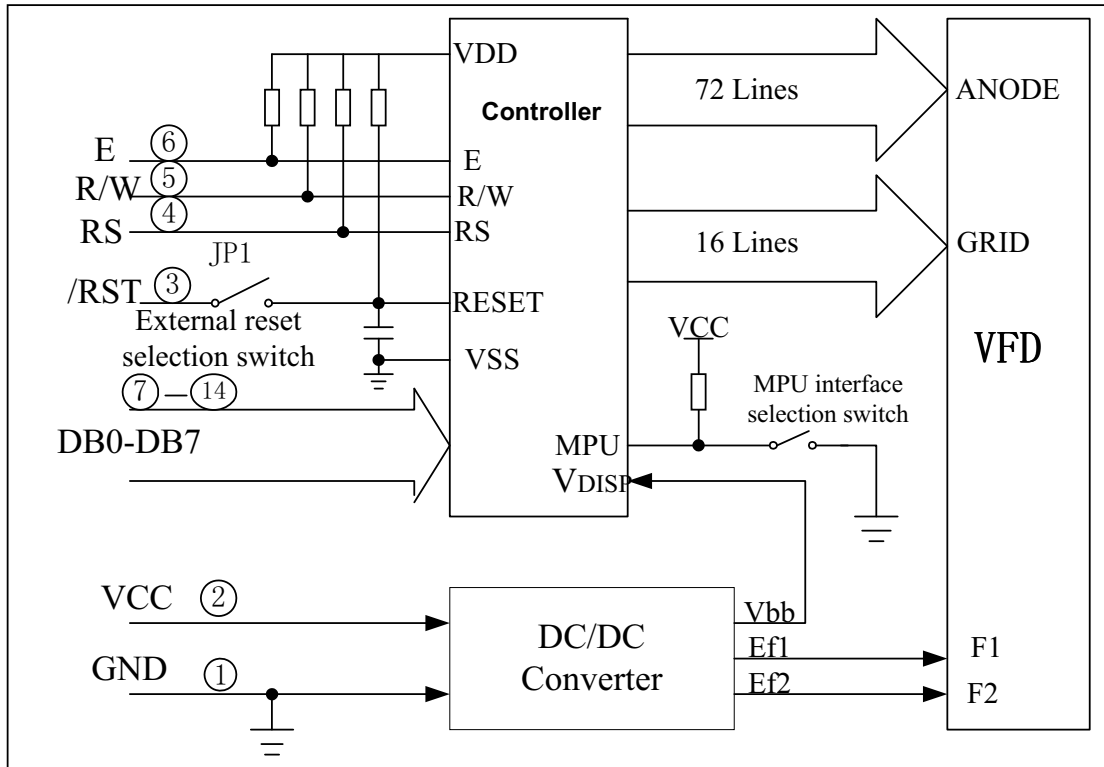 VDD
Controller
72 Lines
ANODE
E ⑥
E
R/W ⑤
R/W
RS ④
RS
16 Lines
GRID
JP1
/RST ③
RESET
External reset
selection switch
VSS
VCC
VFD
⑦—⑭
DB0-DB7
MPU interface
selection switch
MPU
VDISP
VCC ②
GND ①
DC/DC
Converter
Vbb
Ef1
Ef2
F1
F2